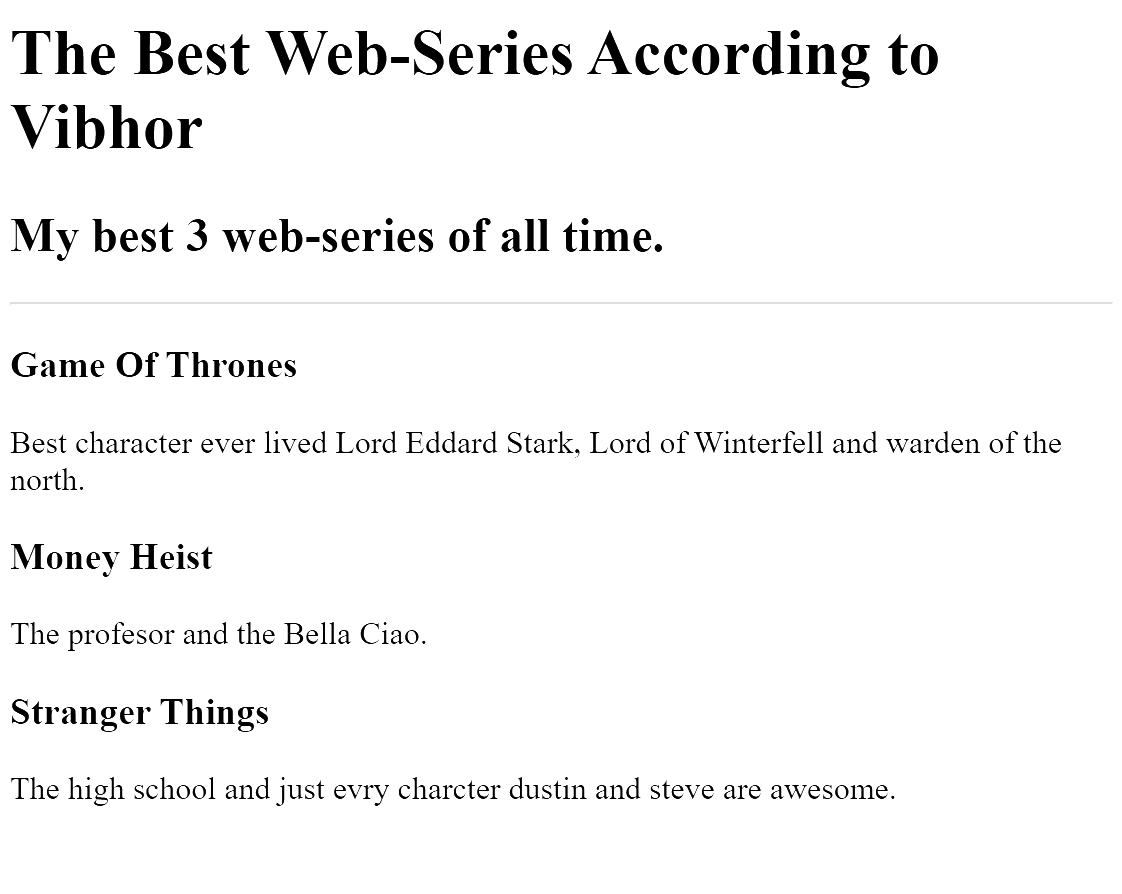 The Best Web-Series According to
Vibhor
My best 3 web-series of all time.
Game Of Thrones
Best character ever lived Lord Eddard Stark, Lord of Winterfell and warden of the
north.
Money Heist
The profesor and the Bella Ciao.
Stranger Things
The high school and just evry charcter dustin and steve are awesome.